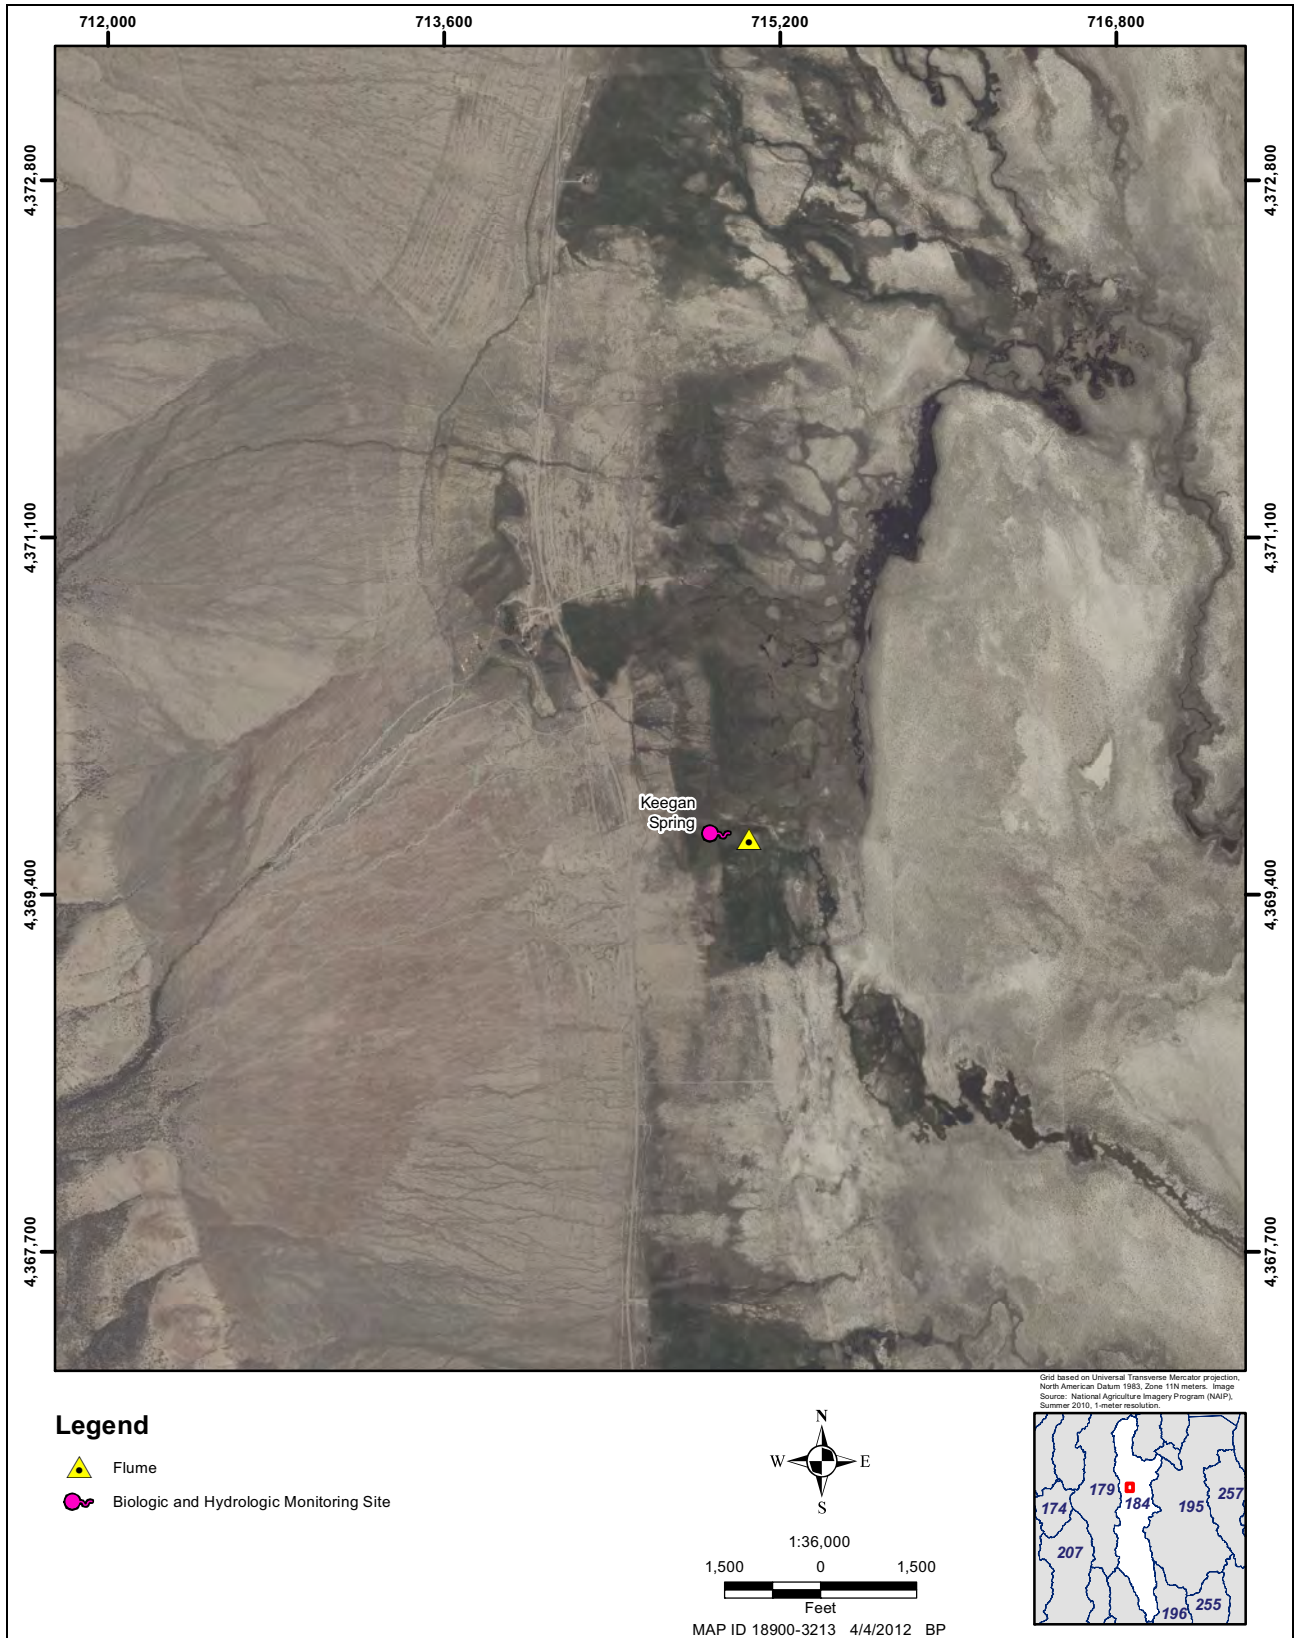 712,000 713,600 715,200 716,800
4,372,800 4,372,800
4,371,100 4,371,100
Keegan
Spring
4,369,400 4,369,400
4,367,700 4,367,700
Grid based on Universal Transverse Mercator projection,
North American Datum 1983, Zone 11N meters. Image
Source: National Agriculture Imagery Program (NAIP),
Summer 2010, 1-meter resolution.
Legend
Flume
Biologic and Hydrologic Monitoring Site
N
W E
S
1:36,000
1,500 0 1,500
Feet
MAP ID 18900-3213 4/4/2012 BP
179 184 195 257
174
207
196 255